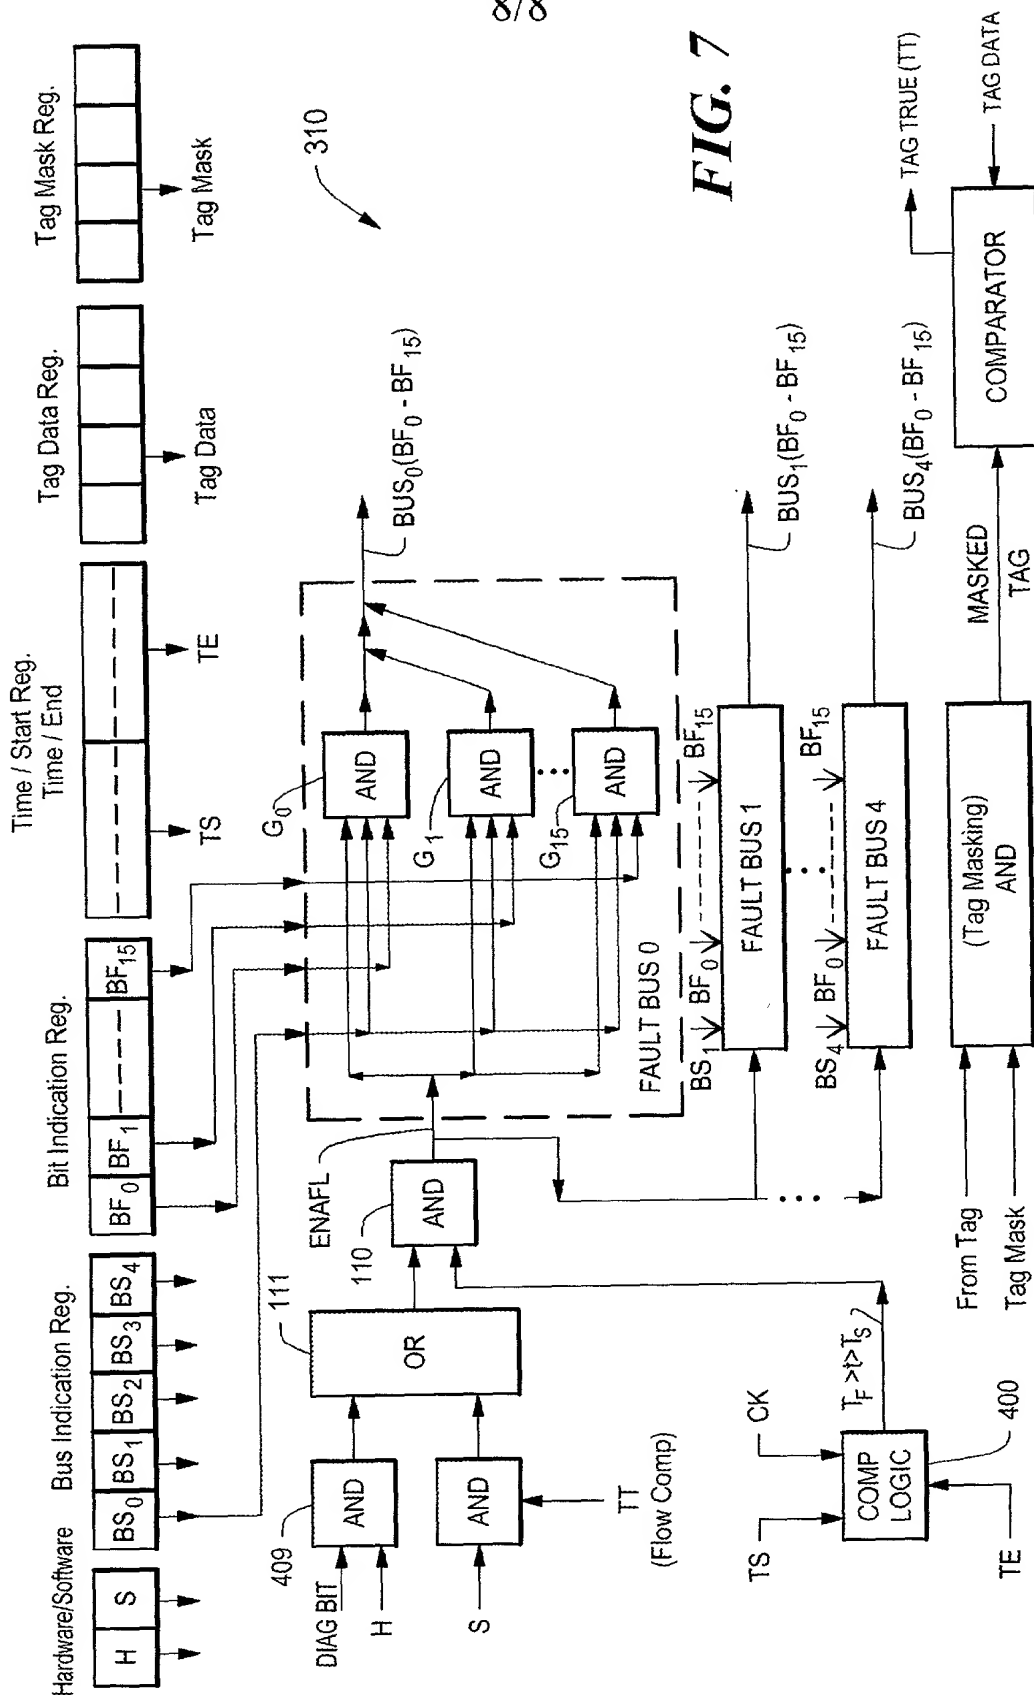 8/8
Hardware/Software
H
S
Bus Indication Reg.
BS0
BS1
BS2
BS3
BS4
Bit Indication Reg.
BF0
BF1
BF15
Time / Start Reg.
Time / End
TS
TE
Tag Data Reg.
Tag Data
Tag Mask Reg.
Tag Mask
310
DIAG BIT
H
409
AND
S
AND
TT
(Flow Comp)
111
OR
110
AND
ENAFL
G0
AND
G1
AND
G15
AND
FAULT BUS 0
BUS0(BF0 - BF15)
BS1
BF0
BF15
FAULT BUS 1
BUS1(BF0 - BF15)
BS4
BF0
BF15
FAULT BUS 4
BUS4(BF0 - BF15)
TS
CK
COMP
LOGIC
TE
400
TF >t>TS
From Tag
Tag Mask
(Tag Masking)
AND
MASKED
TAG
COMPARATOR
TAG TRUE (TT)
TAG DATA
FIG. 7